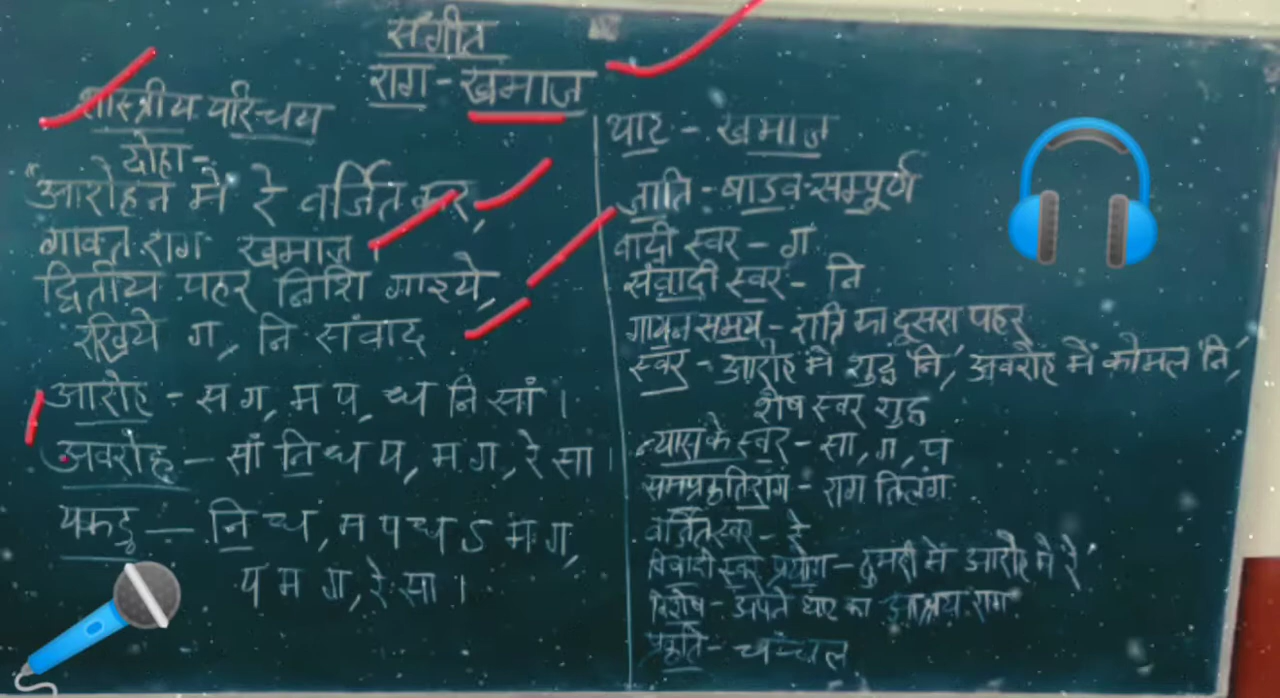 संगीत
राग - खमाज
शास्त्रीय परिचय
दोहा -
"आरोहन में रे वर्जित कर,
गावत राग खमाज।
द्वितीय पहर निशि गाइये,
रखिये ग, नि संवाद
आरोह - स ग, म प, ध नि सां।
अवरोह - सां नि ध प, म ग, रे सा।
पकड़ - नि ध, म प ध ऽ म ग,
प म ग, रे सा।
थाट - खमाज
जाति - षाडव-सम्पूर्ण
वादी स्वर - ग
संवादी स्वर - नि
गायन समय - रात्रि का दूसरा पहर
स्वर - आरोह में शुद्ध 'नि', अवरोह में कोमल 'नि',
शेष स्वर शुद्ध
न्यास के स्वर - सा, ग, प
समप्रकृति राग - राग तिलंग
वर्जित स्वर - रे
विवादी स्वर प्रयोग - ठुमरी में आरोह में रे
विशेष - अपने थाट का आश्रय राग
प्रकृति - चंचल